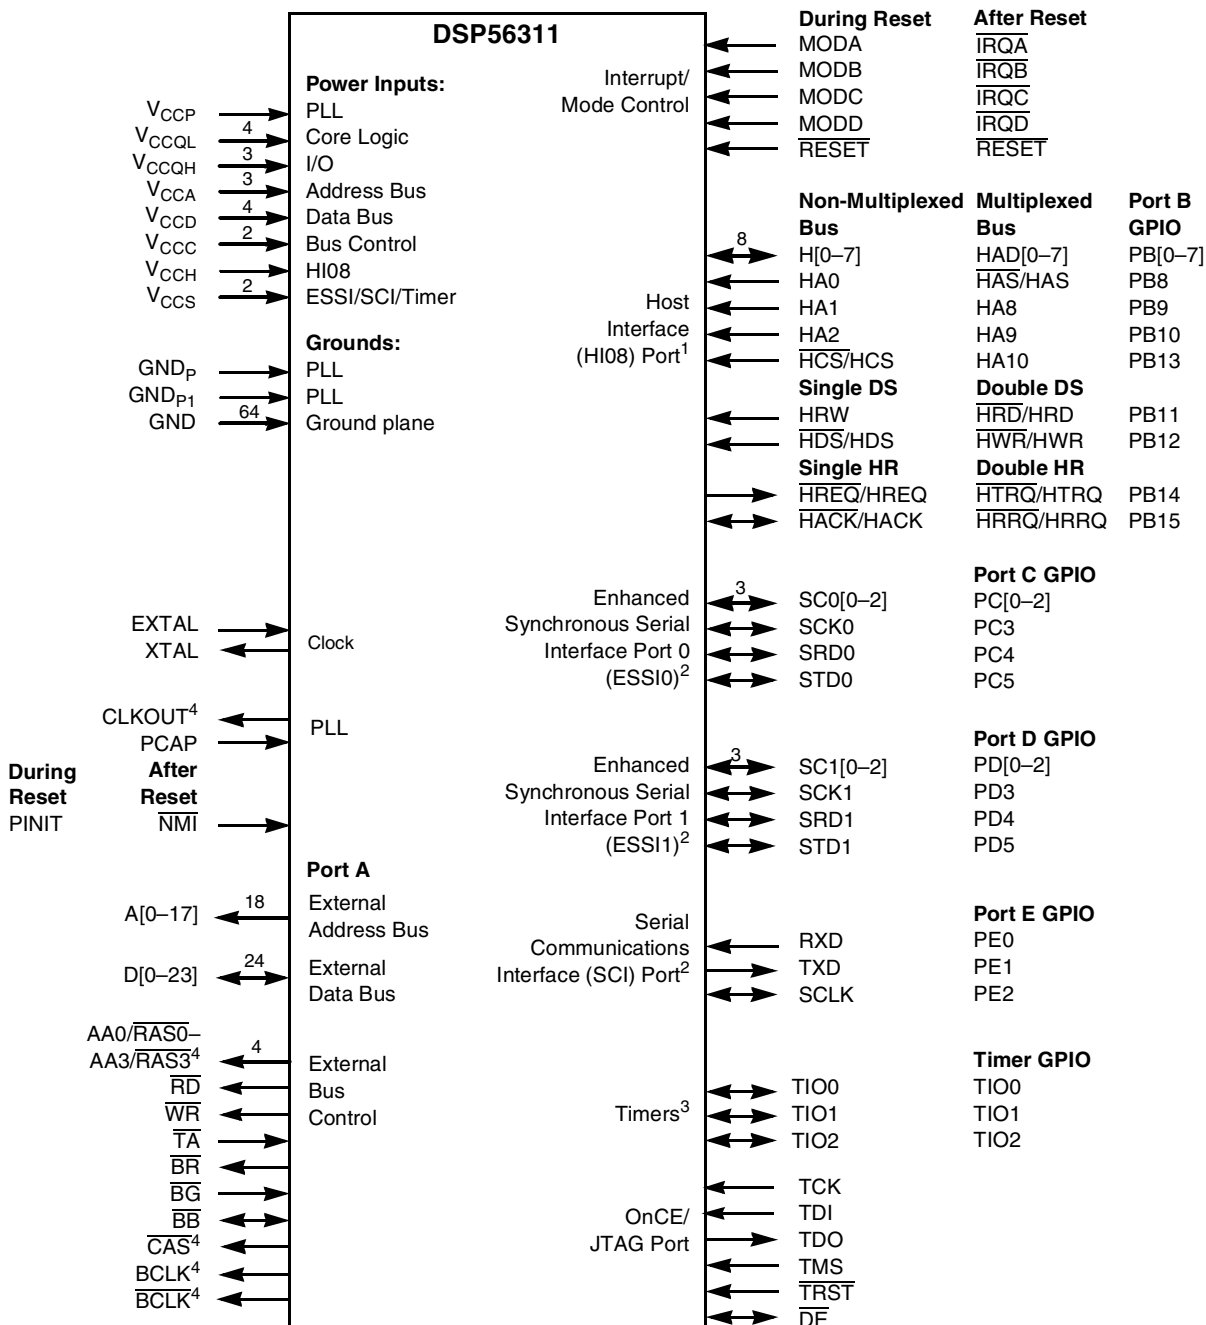 DSP56311
During Reset After Reset
MODA IRQA
MODB IRQB
MODC IRQC
MODD IRQD
RESET RESET
Interrupt/
Mode Control
Power Inputs:
VCCP PLL
VCCQL 4 Core Logic
VCCQH 3 I/O
VCCA 3 Address Bus
VCCD 4 Data Bus
VCCC 2 Bus Control
VCCH HI08
VCCS 2 ESSI/SCI/Timer
Grounds:
GNDP PLL
GNDP1 PLL
GND 64 Ground plane
Non-Multiplexed Multiplexed Port B
Bus Bus GPIO
8 H[0–7] HAD[0–7] PB[0–7]
HA0 HAS/HAS PB8
HA1 HA8 PB9
HA2 HA9 PB10
HCS/HCS HA10 PB13
Host
Interface
(HI08) Port1
Single DS Double DS
HRW HRD/HRD PB11
HDS/HDS HWR/HWR PB12
Single HR Double HR
HREQ/HREQ HTRQ/HTRQ PB14
HACK/HACK HRRQ/HRRQ PB15
EXTAL
XTAL
Clock
Port C GPIO
Enhanced 3 SC0[0–2] PC[0–2]
Synchronous Serial SCK0 PC3
Interface Port 0 SRD0 PC4
(ESSI0)2 STD0 PC5
CLKOUT4
PCAP
PLL
During After
Reset Reset
PINIT NMI
Port D GPIO
Enhanced 3 SC1[0–2] PD[0–2]
Synchronous Serial SCK1 PD3
Interface Port 1 SRD1 PD4
(ESSI1)2 STD1 PD5
Port A
A[0–17] 18 External
Address Bus
D[0–23] 24 External
Data Bus
Port E GPIO
Serial
Communications
Interface (SCI) Port2
RXD PE0
TXD PE1
SCLK PE2
AA0/RAS0–
AA3/RAS34 4
RD
WR
TA
BR
BG
BB
CAS4
BCLK4
BCLK4
External
Bus
Control
Timer GPIO
TIO0 TIO0
Timers3 TIO1 TIO1
TIO2 TIO2
OnCE/
JTAG Port
TCK
TDI
TDO
TMS
TRST
DE